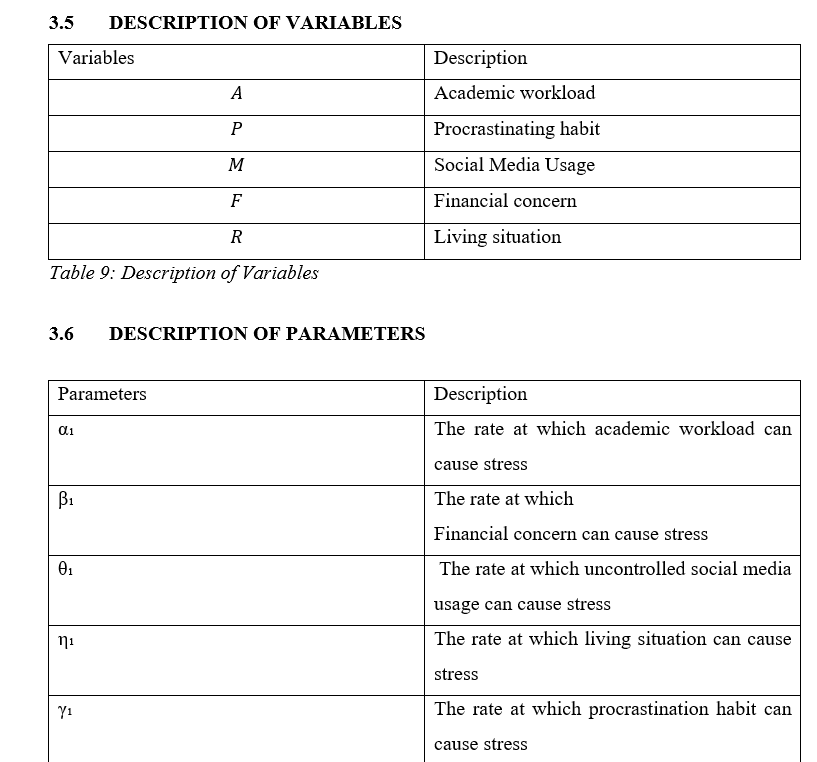 3.5 DESCRIPTION OF VARIABLES
Variables Description
A Academic workload
P Procrastinating habit
M Social Media Usage
F Financial concern
R Living situation
Table 9: Description of Variables
3.6 DESCRIPTION OF PARAMETERS
Parameters Description
α₁ The rate at which academic workload can
cause stress
β₁ The rate at which
Financial concern can cause stress
θ₁ The rate at which uncontrolled social media
usage can cause stress
η₁ The rate at which living situation can cause
stress
γ₁ The rate at which procrastination habit can
cause stress